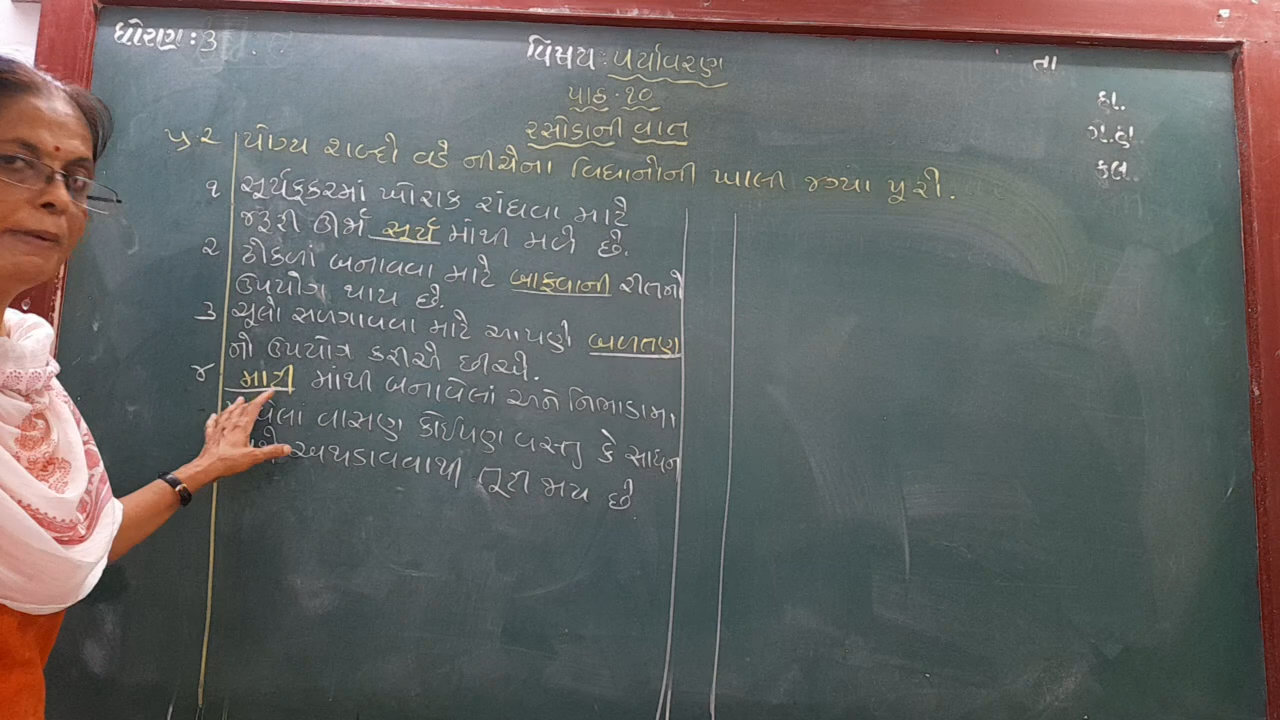 ધોરણ : ૩
વિષય : પર્યાવરણ
તા
પાઠ - ૧૦
હા.
રસોડાની વાત
ગે.હા.
કુલ
પ્ર.૨ યોગ્ય શબ્દો વડે નીચેના વિધાનોની ખાલી જગ્યા પૂરો.
૧ સૂર્યકૂકરમાં ખોરાક રાંધવા માટે
જરૂરી ઊર્જા સૂર્ય માંથી મળે છે.
૨ ઢોકળાં બનાવવા માટે બાફવાની રીતનો
ઉપયોગ થાય છે.
૩ ચૂલો સળગાવવા માટે આપણે બળતણ
નો ઉપયોગ કરીએ છીએ.
૪ માટી માંથી બનાવેલાં અને નિભાડામાં
વાસણ કોઈપણ વસ્તુ કે સાધન
અથડાવવાથી તૂટી જાય છે